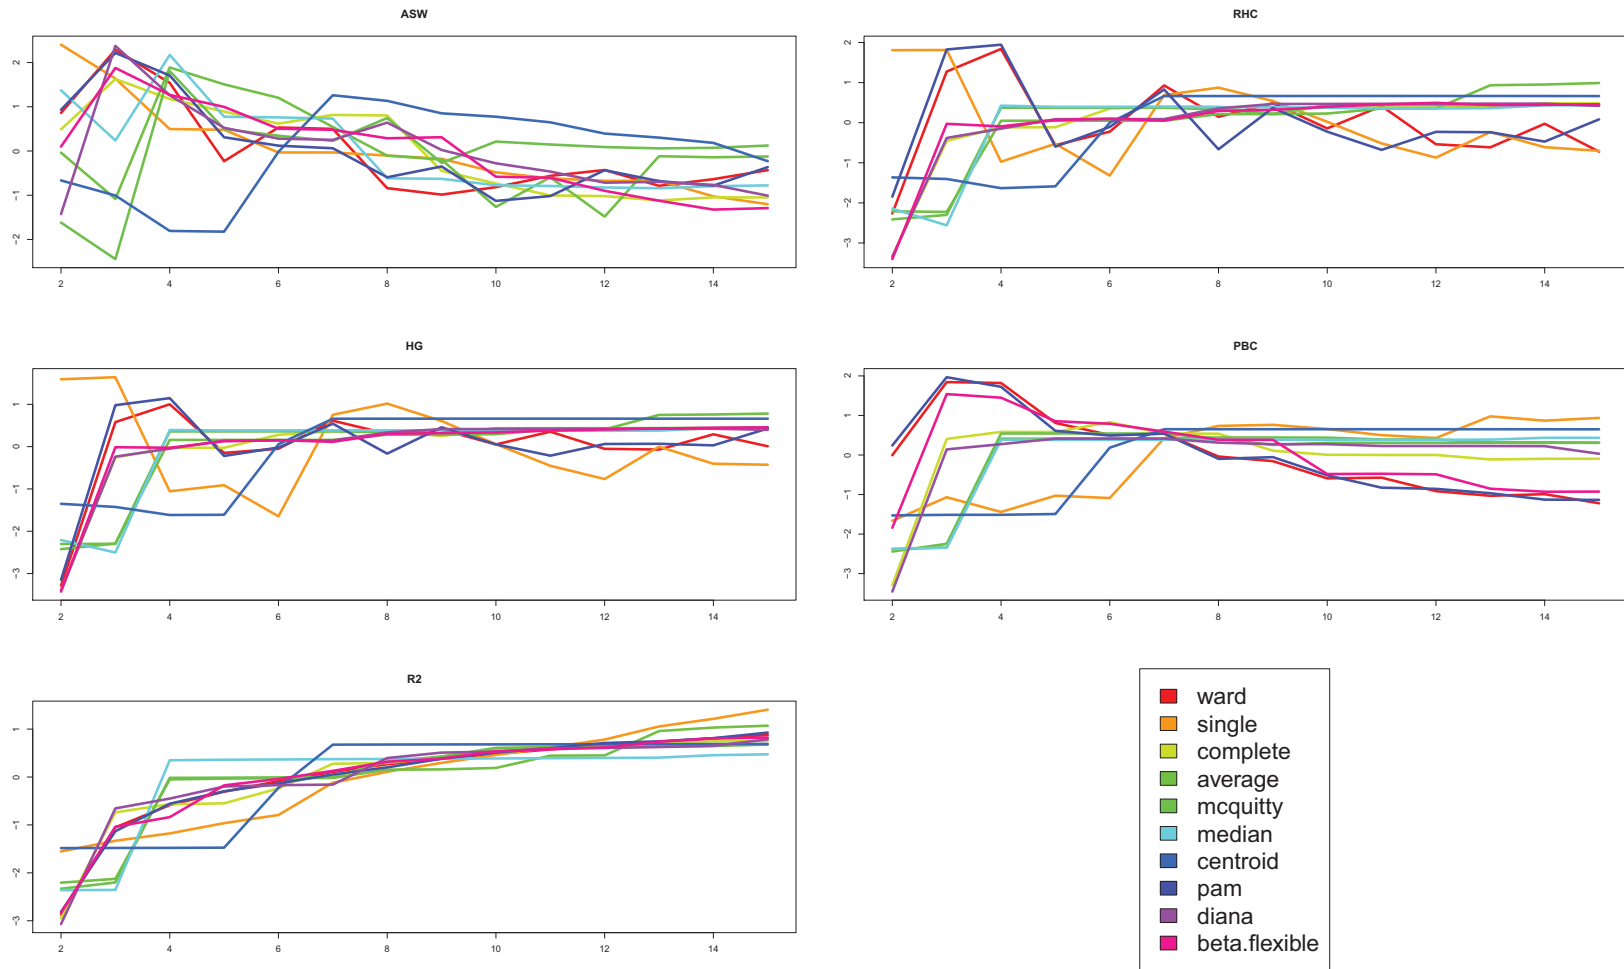 ASW
2
1
0
−1
−2
2 4 6 8 10 12 14
RHC
2
1
0
−1
−2
−3
2 4 6 8 10 12 14
HG
1
0
−1
−2
−3
2 4 6 8 10 12 14
PBC
2
1
0
−1
−2
−3
2 4 6 8 10 12 14
R2
1
0
−1
−2
−3
2 4 6 8 10 12 14
ward
single
complete
average
mcquitty
median
centroid
pam
diana
beta.flexible